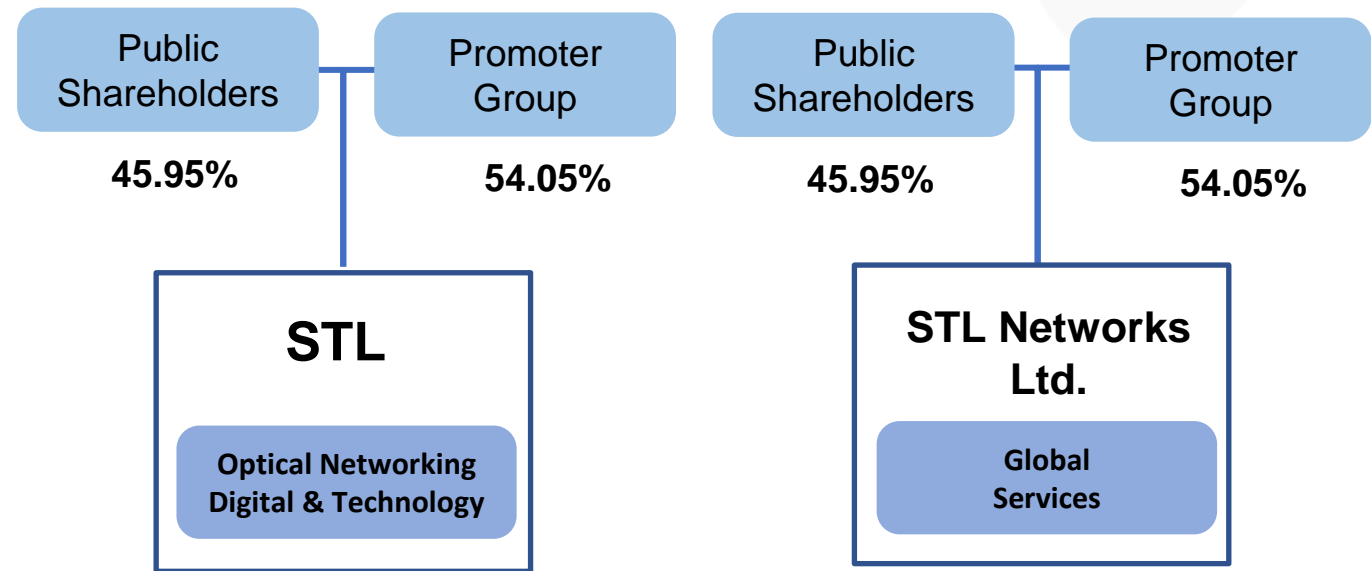 Public
Shareholders
45.95%
Promoter
Group
54.05%
STL
Optical Networking
Digital & Technology
Public
Shareholders
45.95%
Promoter
Group
54.05%
STL Networks
Ltd.
Global
Services